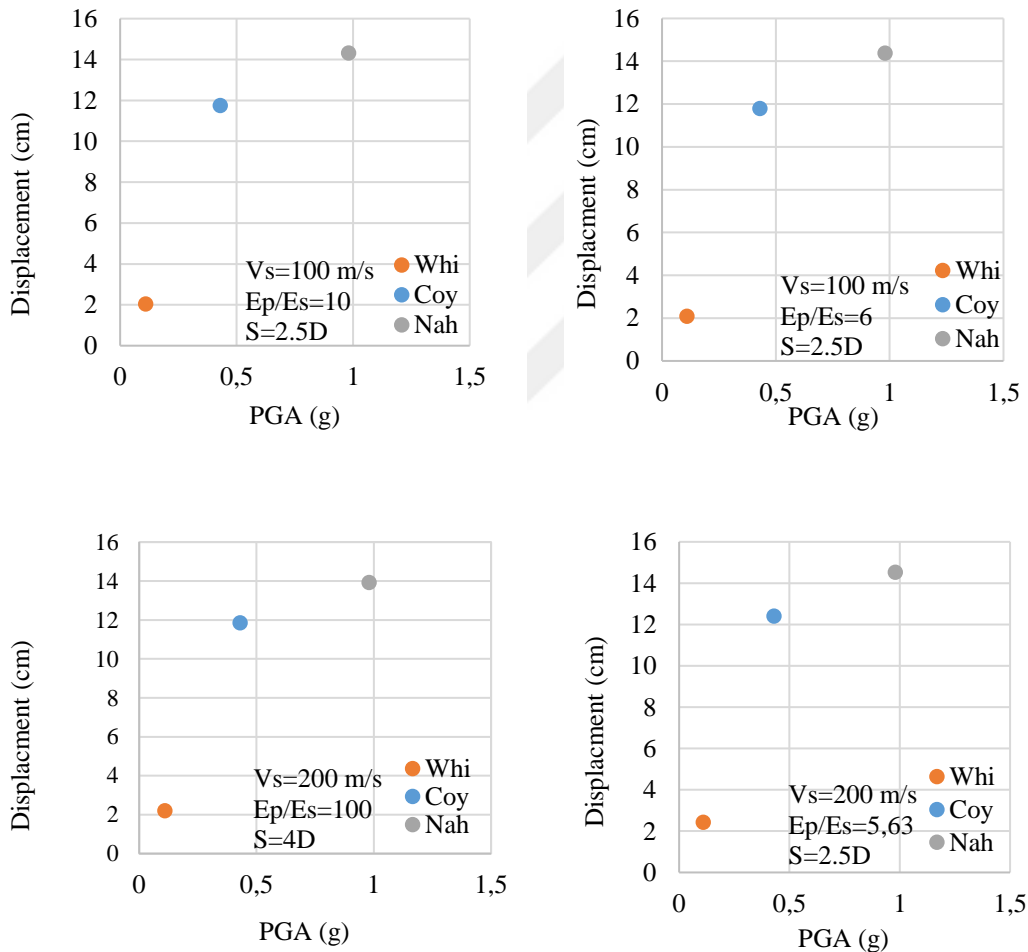 16
14
12
10
8
6
4
2
0
Displacement (cm)
Vs=100 m/s
Ep/Es=10
S=2.5D
Whi
Coy
Nah
0
0,5
1
1,5
PGA (g)
16
14
12
10
8
6
4
2
0
Displacment (cm)
Vs=100 m/s
Ep/Es=6
S=2.5D
Whi
Coy
Nah
0
0,5
1
1,5
PGA (g)
16
14
12
10
8
6
4
2
0
Displacment (cm)
Vs=200 m/s
Ep/Es=100
S=4D
Whi
Coy
Nah
0
0,5
1
1,5
PGA (g)
16
14
12
10
8
6
4
2
0
Displacment (cm)
Vs=200 m/s
Ep/Es=5,63
S=2.5D
Whi
Coy
Nah
0
0,5
1
1,5
PGA (g)